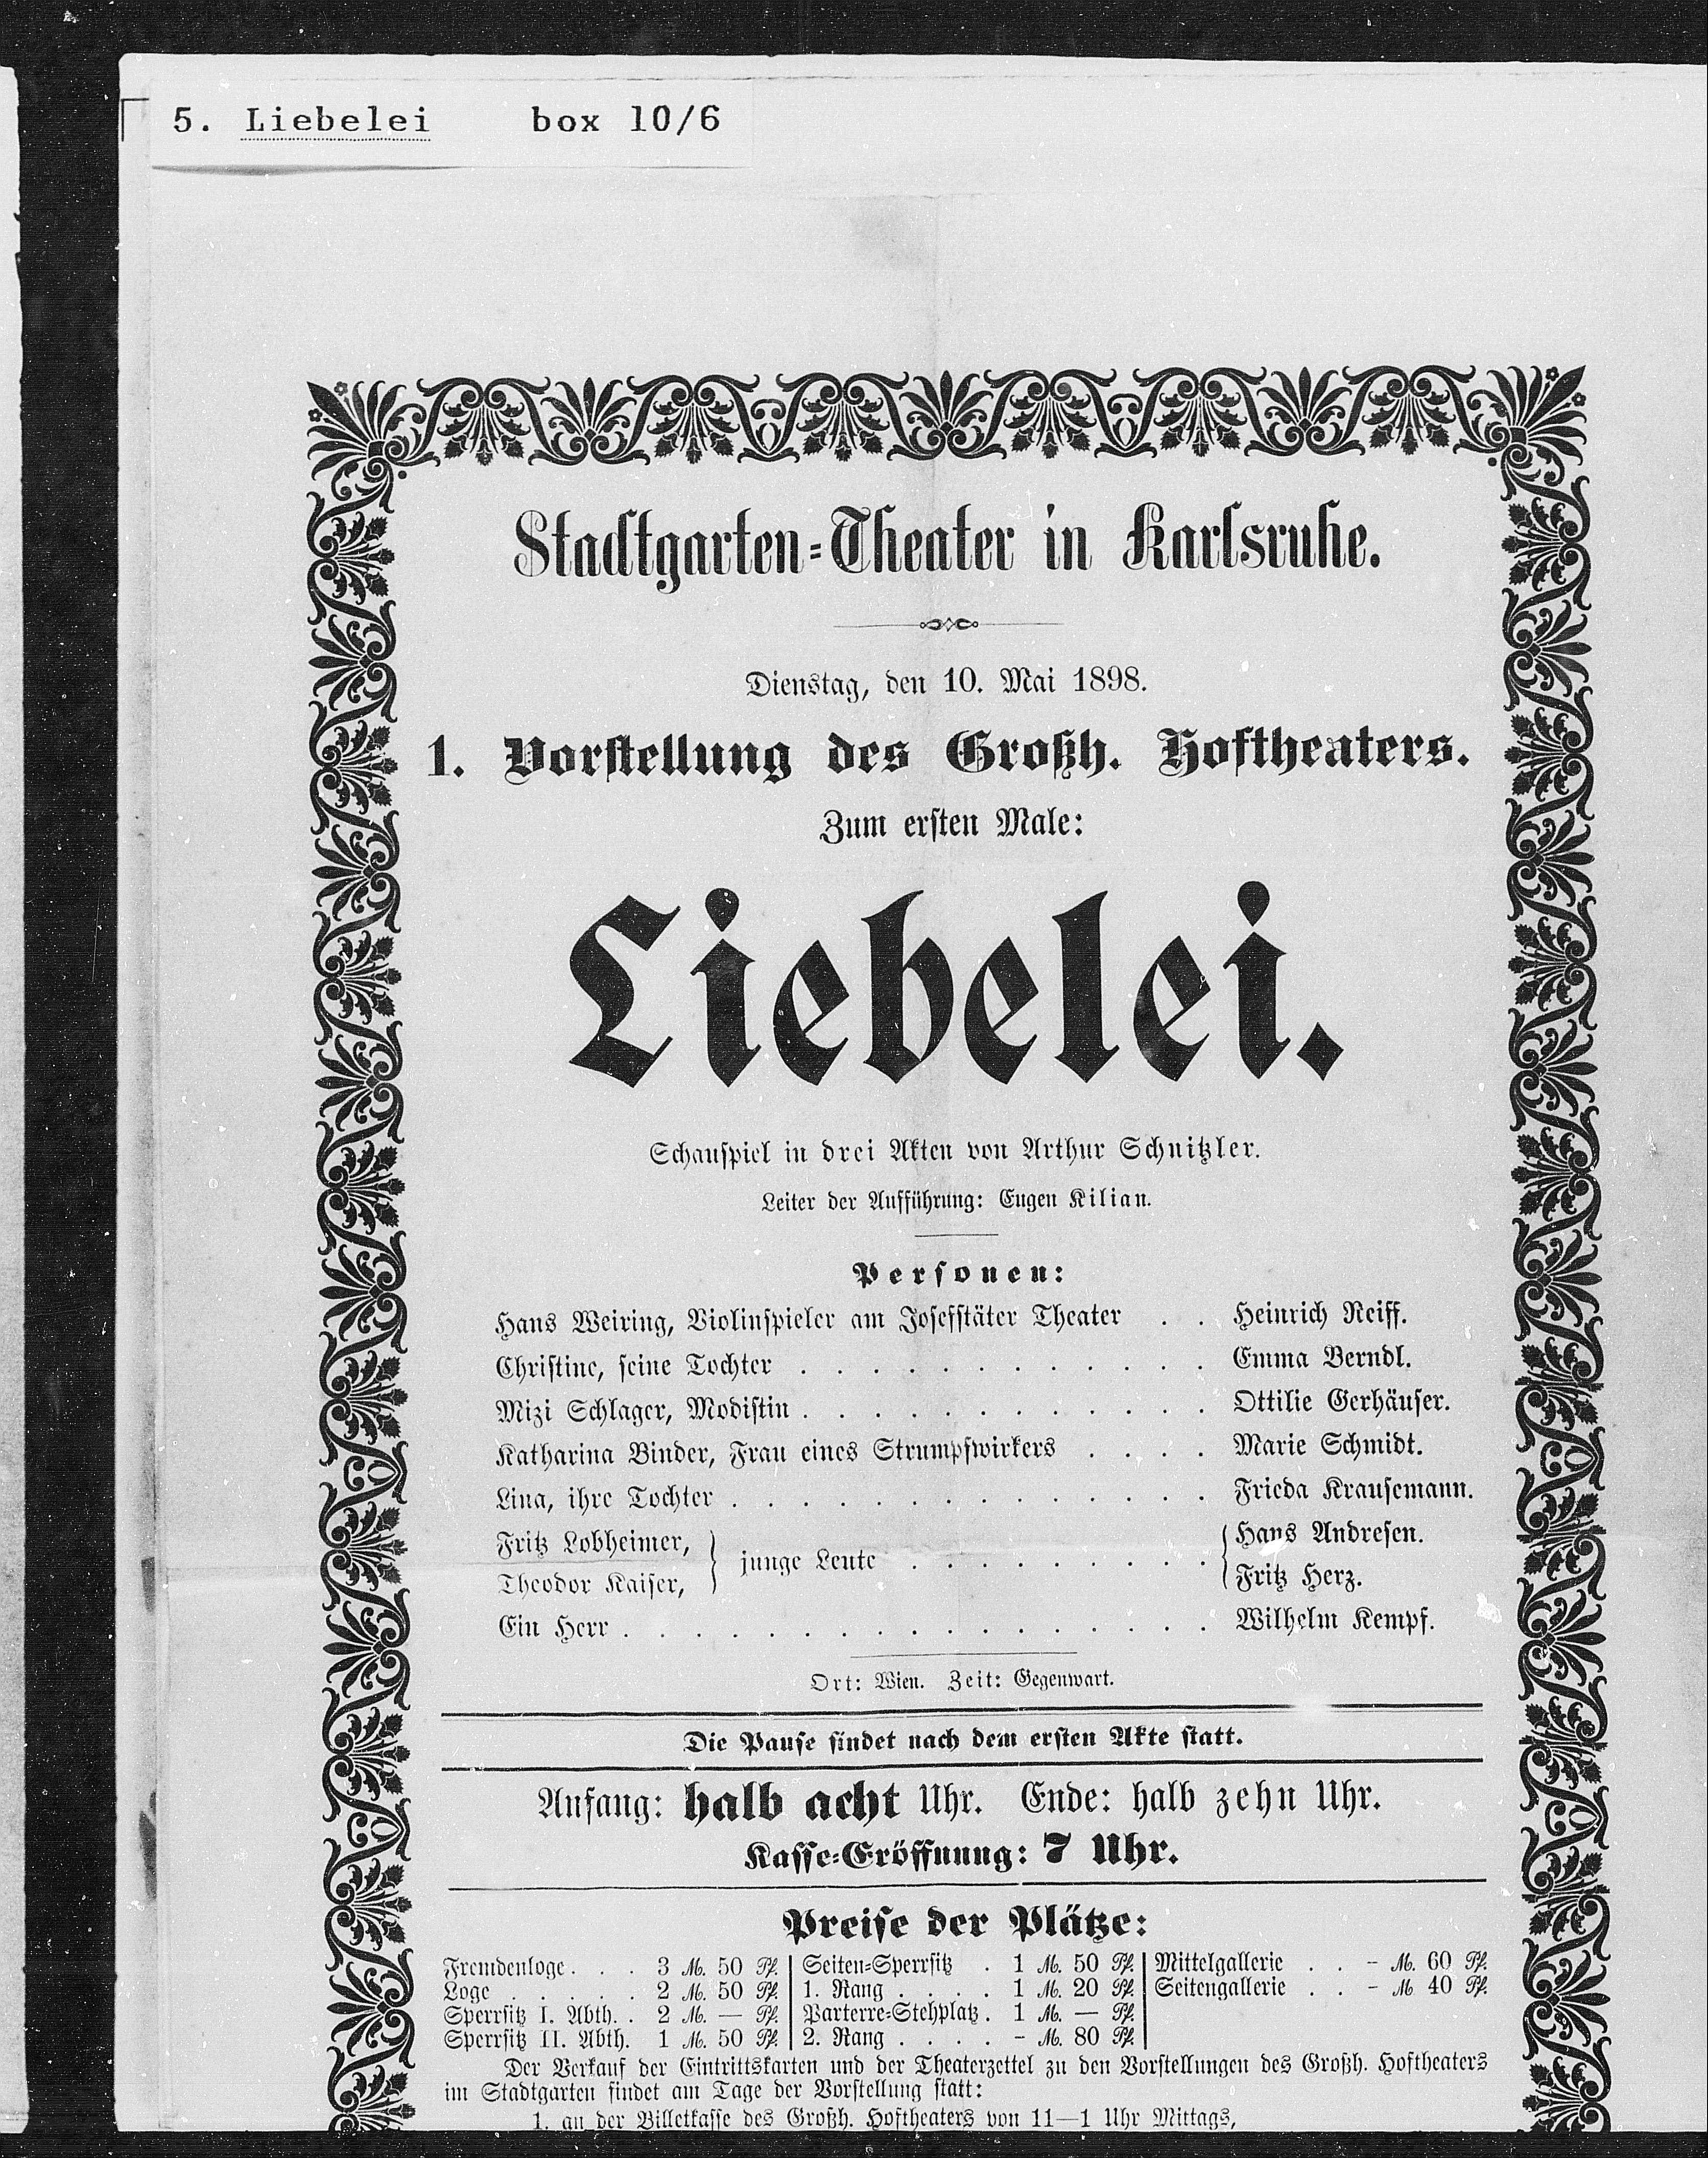 5. Liebelei box 10/6
Stadtgarten-Theater in Karlsruhe.
Dienstag, den 10. Mai 1898.
1. Vorstellung des Großh. Hoftheaters.
Zum ersten Male:
Liebelei.
Schauspiel in drei Akten von Arthur Schnitzler.
Leiter der Aufführung: Eugen Kilian.
Personen:
Hans Weiring, Violinspieler am Josefstäter Theater . . Heinrich Reiff.
Christine, seine Tochter . . . . . . . . . . . . Emma Berndl.
Mizi Schlager, Modistin . . . . . . . . . . . . Ottilie Gerhäuser.
Katharina Binder, Frau eines Strumpfwirkers . . . . Marie Schmidt.
Lina, ihre Tochter . . . . . . . . . . . . . . Frieda Krausemann.
Fritz Lobheimer, } junge Leute . . . . . . . . . { Hans Andresen.
Theodor Kaiser, } { Fritz Herz.
Ein Herr . . . . . . . . . . . . . . . . . Wilhelm Kempf.
Ort: Wien. Zeit: Gegenwart.
Die Pause findet nach dem ersten Akte statt.
Anfang: halb acht Uhr. Ende: halb zehn Uhr.
Kasse-Eröffnung: 7 Uhr.
Preise der Plätze:
Fremdenloge . . . 3 M. 50 Pf. | Seiten-Sperrsitz . 1 M. 50 Pf. | Mittelgallerie . . - M. 60 Pf.
Loge . . . . . 2 M. 50 Pf. | 1. Rang . . . . 1 M. 20 Pf. | Seitengallerie . . - M 40 Pf.
Sperrsitz I. Abth. . 2 M. — Pf. | Parterre-Stehplatz . 1 M. — Pf. |
Sperrsitz II. Abth. 1 M. 50 Pf. | 2. Rang . . . . - M. 80 Pf. |
Der Verkauf der Eintrittskarten und der Theaterzettel zu den Vorstellungen des Großh. Hoftheaters
im Stadtgarten findet am Tage der Vorstellung statt:
1. an der Billetkasse des Großh. Hoftheaters von 11—1 Uhr Mittags,